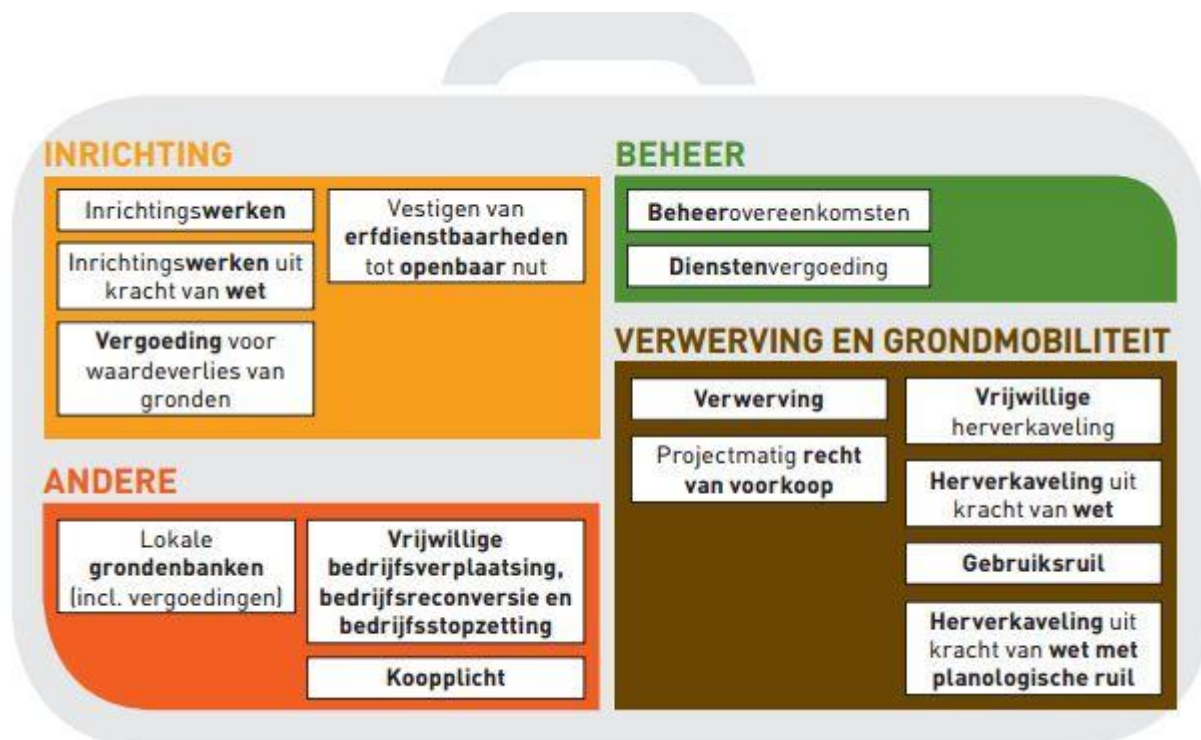 INRICHTING
Inrichtingswerken
Inrichtingswerken uit
kracht van wet
Vergoeding voor
waardeverlies van
gronden
Vestigen van
erfdienstbaarheden
tot openbaar nut
BEHEER
Beheerovereenkomsten
Dienstenvergoeding
VERWERVING EN GRONDMOBILITEIT
Verwerving
Projectmatig recht
van voorkoop
Vrijwillige
herverkaveling
Herverkaveling uit
kracht van wet
Gebruiksruil
Herverkaveling uit
kracht van wet met
planologische ruil
ANDERE
Lokale
grondenbanken
(incl. vergoedingen)
Vrijwillige
bedrijfsverplaatsing,
bedrijfsreconversie en
bedrijfsstopzetting
Koopplicht